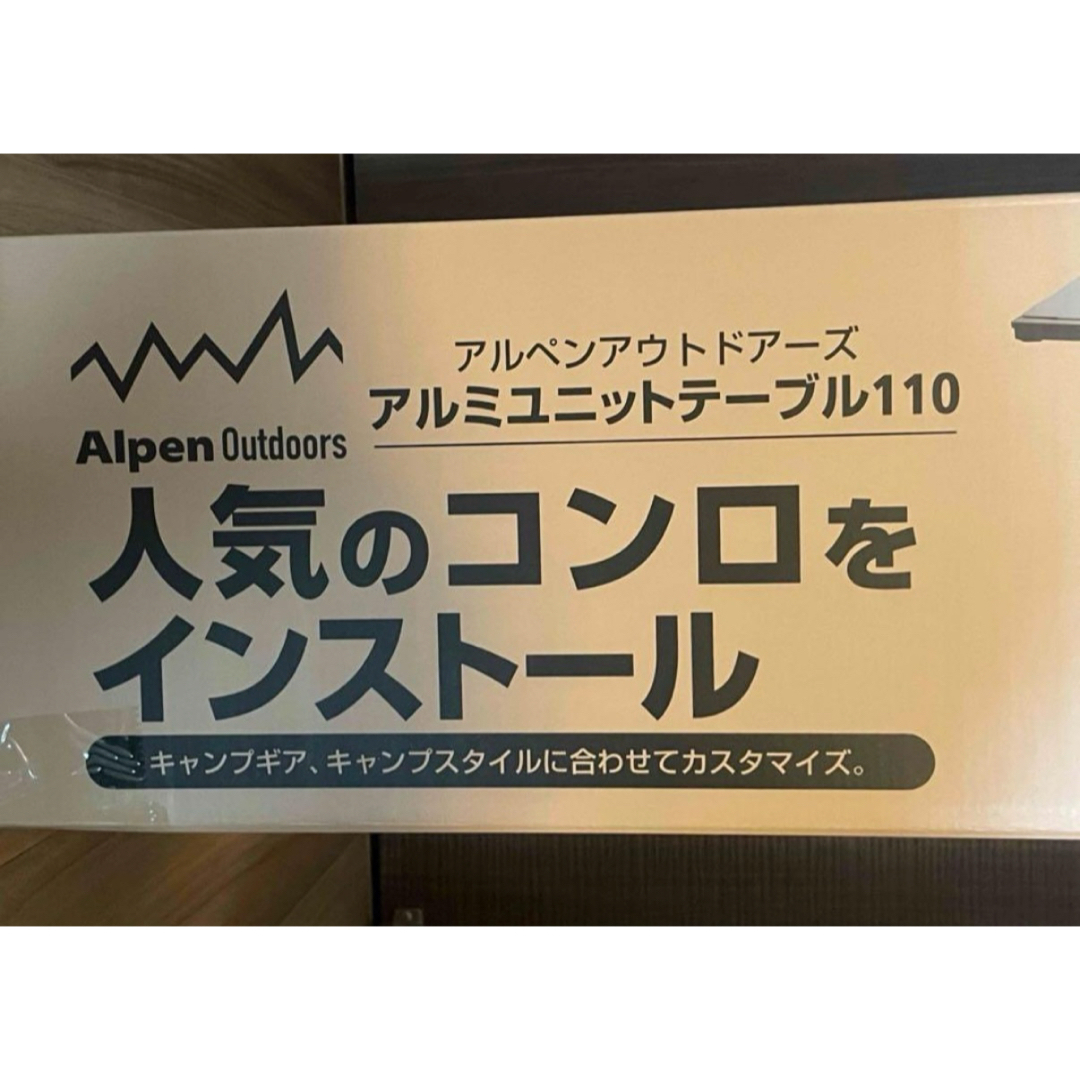 Alpen Outdoors
アルペンアウトドアーズ
アルミユニットテーブル110
人気のコンロを
インストール
キャンプギア、キャンプスタイルに合わせてカスタマイズ。